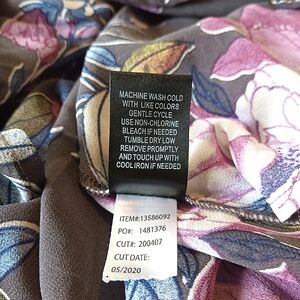 MACHINE WASH COLD
WITH LIKE COLORS
GENTLE CYCLE
USE NON-CHLORINE
BLEACH IF NEEDED
TUMBLE DRY LOW
REMOVE PROMPTLY
AND TOUCH UP WITH
COOL IRON IF NEEDED
ITEM#:13586092
PO#: 1481376
CUT#: 200407
CUT DATE:
05/2020